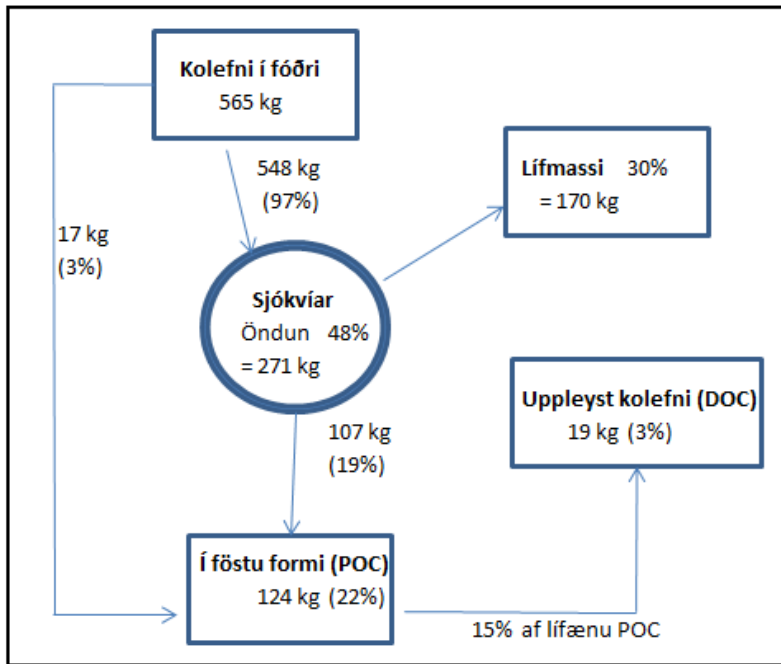 Kolefni í fóðri
565 kg
548 kg
(97%)
Lífmassi 30%
= 170 kg
17 kg
(3%)
Sjókvíar
Öndun 48%
= 271 kg
Uppleyst kolefni (DOC)
19 kg (3%)
107 kg
(19%)
Í föstu formi (POC)
124 kg (22%)
15% af lífænu POC